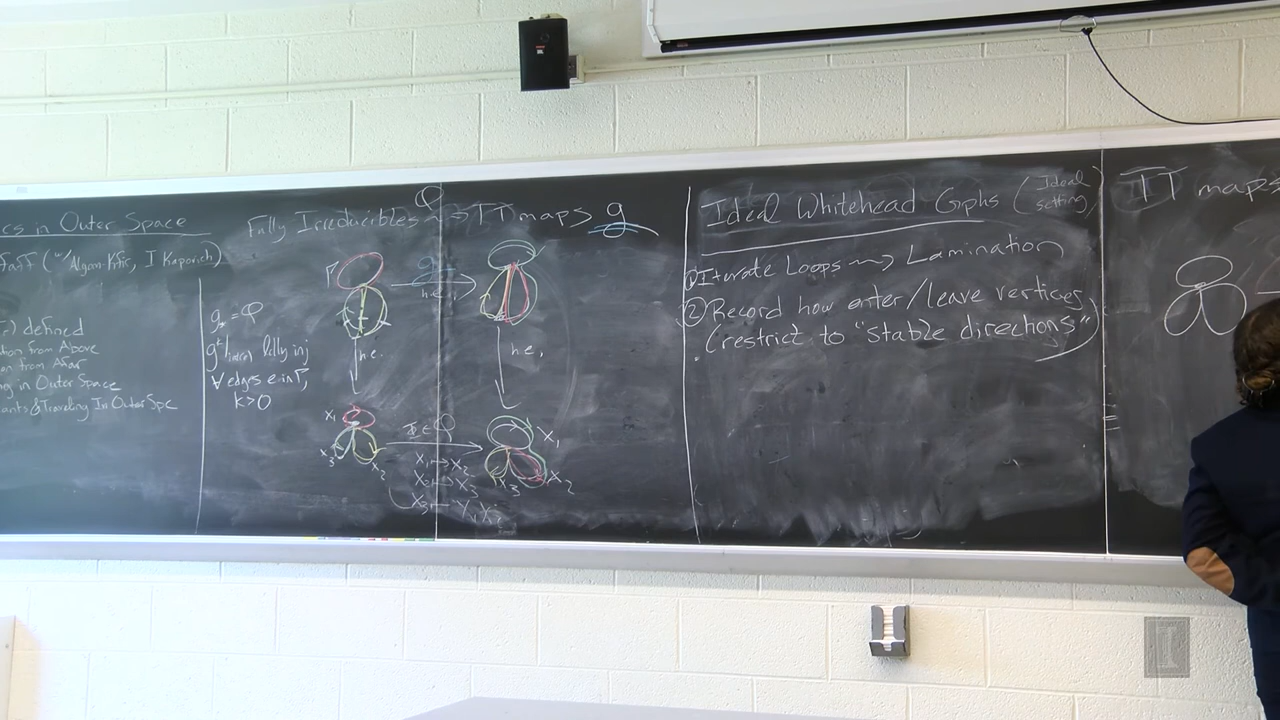 cs in Outer Space
Taff (w/ Algom-Kfir, I Kapovich)
defined
tion from Above
on from Afar
ng in Outer Space
ants & Traveling In Outer Spc
Fully Irreducibles
φ
TT maps g
Γ
g
h.e.
g* = φ
loc'lly inj
∀ edges e in Γ,
k>0
h.e.
h.e.
x₁
x₃
x₂
Φ ∈ φ
x₁ → x₂
x₂ → x₃
x₃
x₁
x₃
x₂
Ideal Whitehead Gphs (Ideal setting)
① Iterate Loops ~> Lamination
② Record how enter/leave vertices
(restrict to "stable directions")
TT maps
I